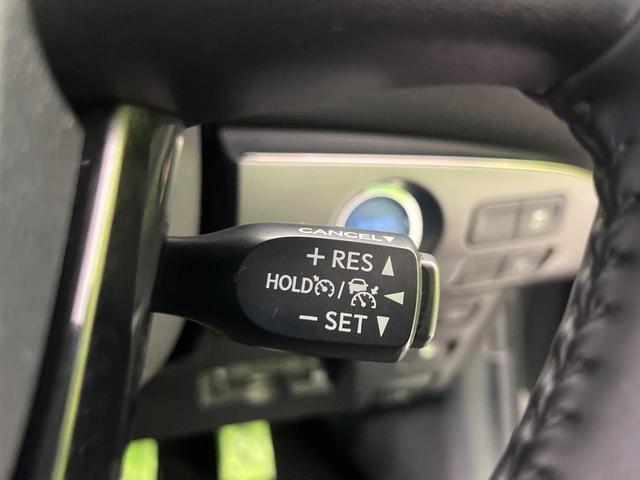 CANCEL▼
+ RES ▲
HOLD / ◀
− SET ▼